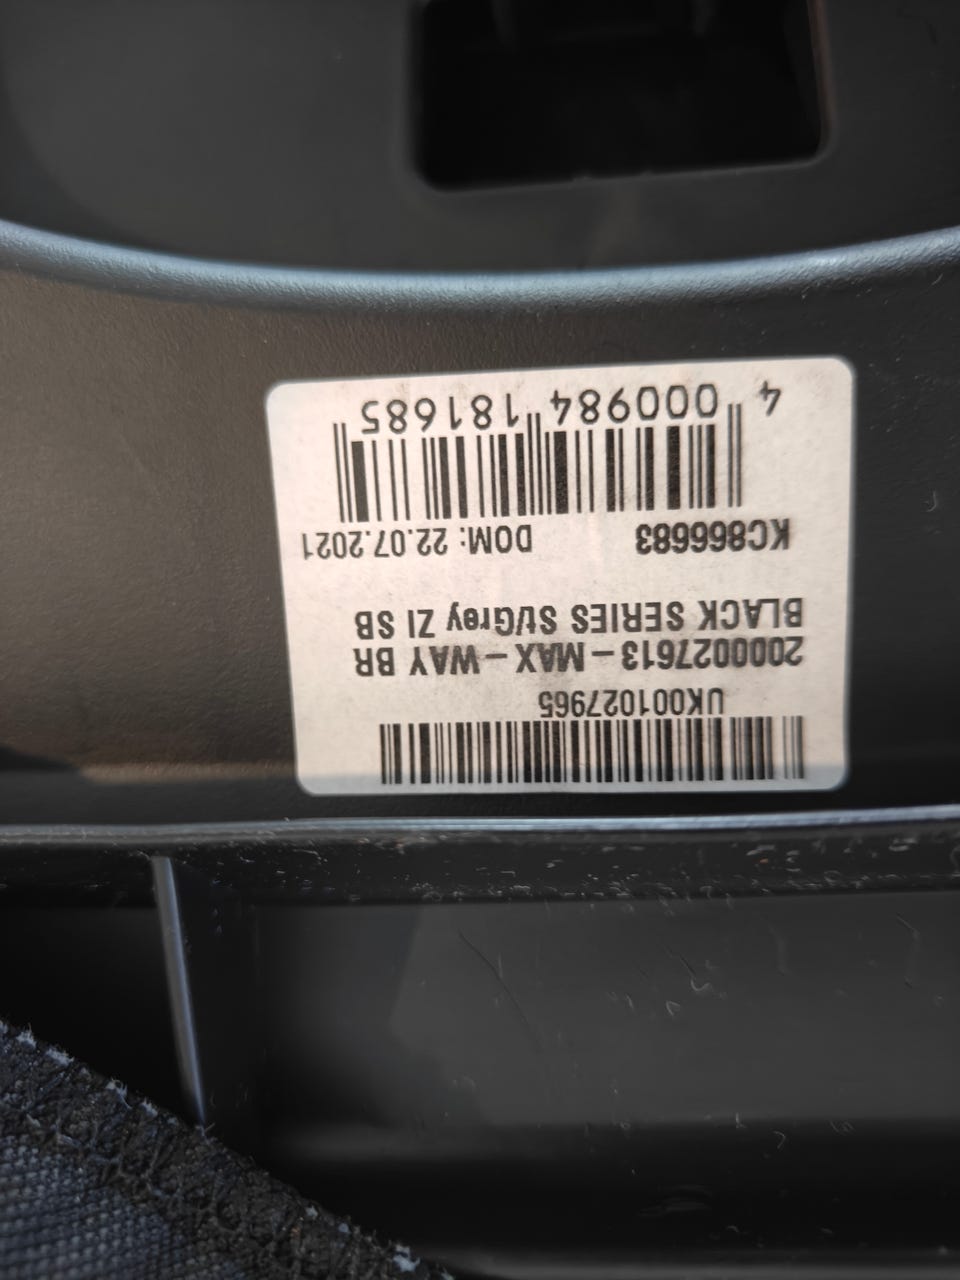 UK001027965
2000027613 – MAX – WAY BR
BLACK SERIES St/Grey ZI SB
KC866683 DOM: 22.07.2021
4 000984 181685